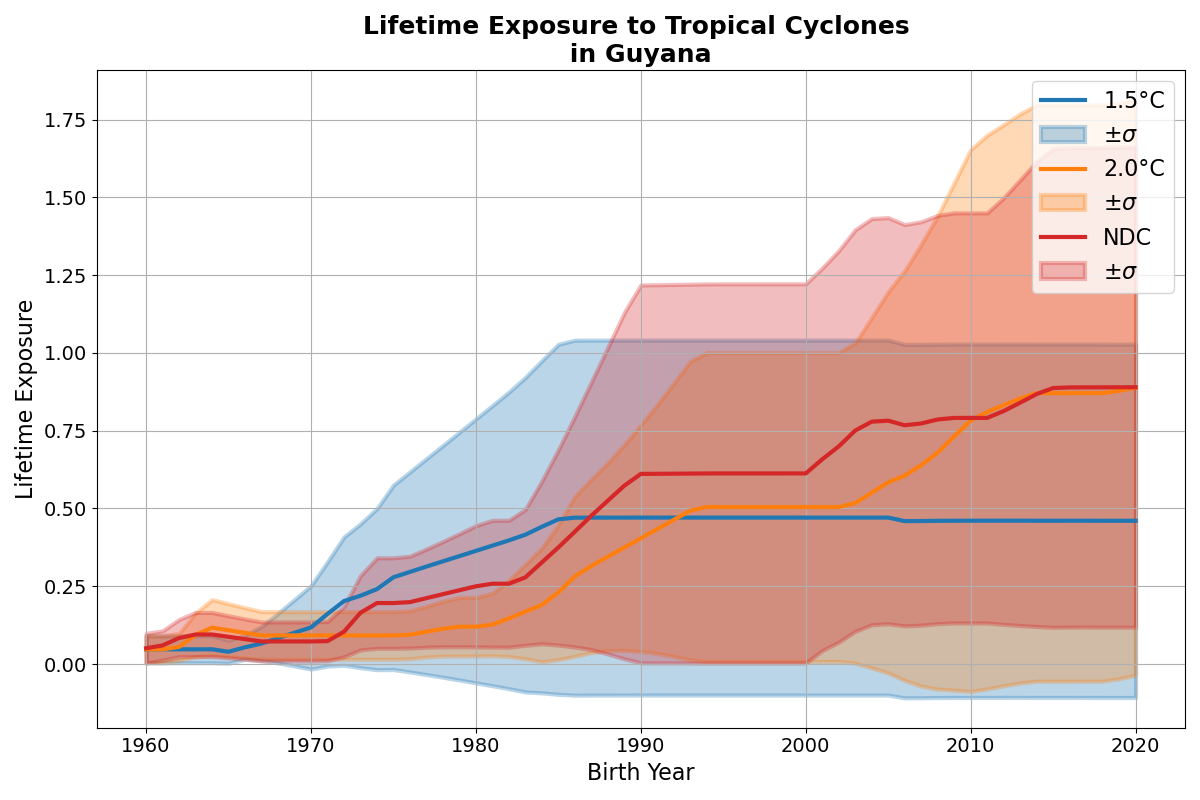 Lifetime Exposure to Tropical Cyclones
in Guyana
1.5°C
±σ
2.0°C
±σ
NDC
±σ
1.75
1.50
1.25
1.00
0.75
0.50
0.25
0.00
Lifetime Exposure
1960 1970 1980 1990 2000 2010 2020
Birth Year